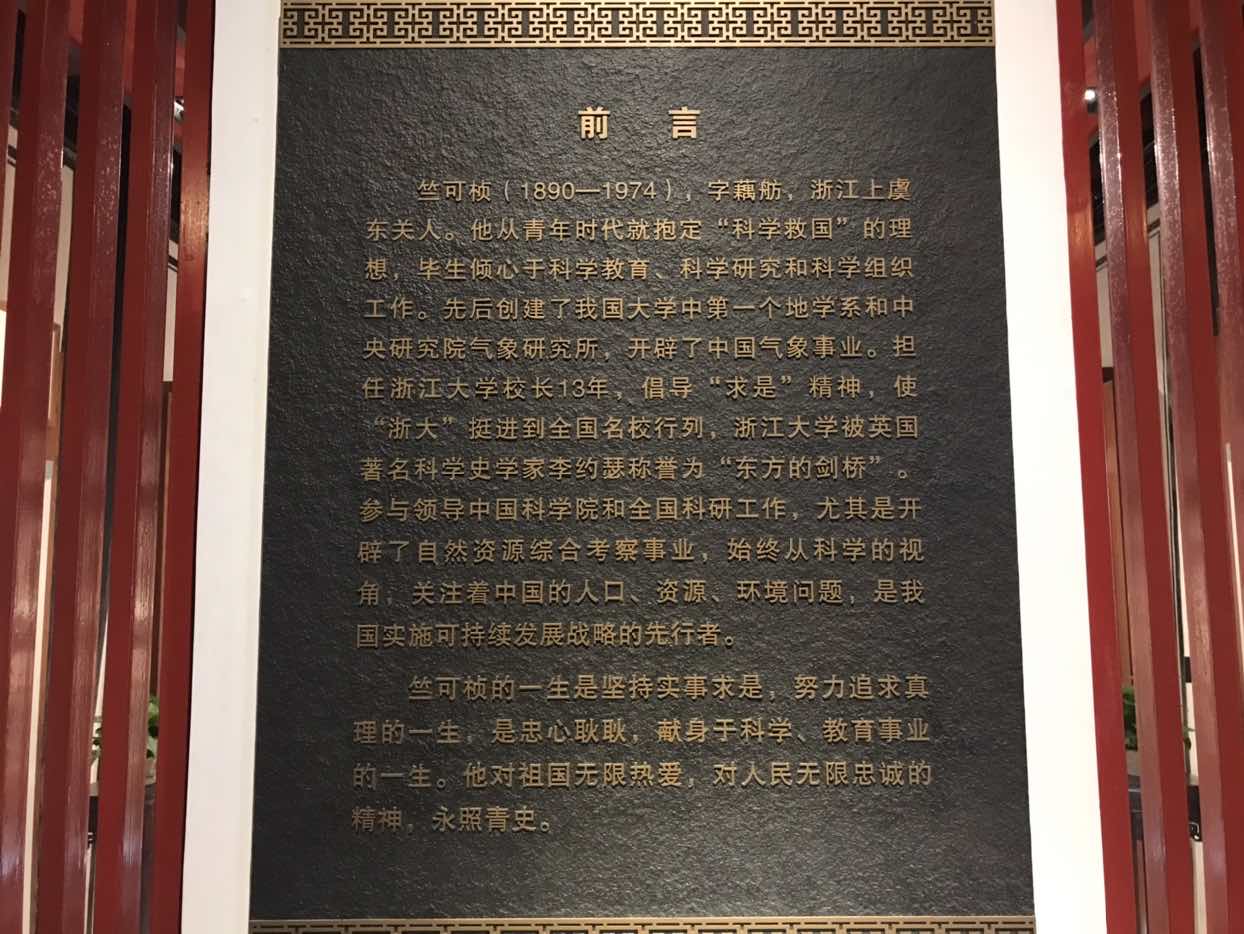 前言
竺可桢（1890—1974），字藕舫，浙江上虞
东关人。他从青年时代就抱定“科学救国”的理
想，毕生倾心于科学教育、科学研究和科学组织
工作。先后创建了我国大学中第一个地学系和中
央研究院气象研究所，开辟了中国气象事业。担
任浙江大学校长13年，倡导“求是”精神，使
“浙大”挺进到全国名校行列，浙江大学被英国
著名科学史学家李约瑟称誉为“东方的剑桥”。
参与领导中国科学院和全国科研工作，尤其是开
辟了自然资源综合考察事业，始终从科学的视
角，关注着中国的人口、资源、环境问题，是我
国实施可持续发展战略的先行者。
竺可桢的一生是坚持实事求是，努力追求真
理的一生，是忠心耿耿，献身于科学、教育事业
的一生。他对祖国无限热爱，对人民无限忠诚的
精神，永照青史。